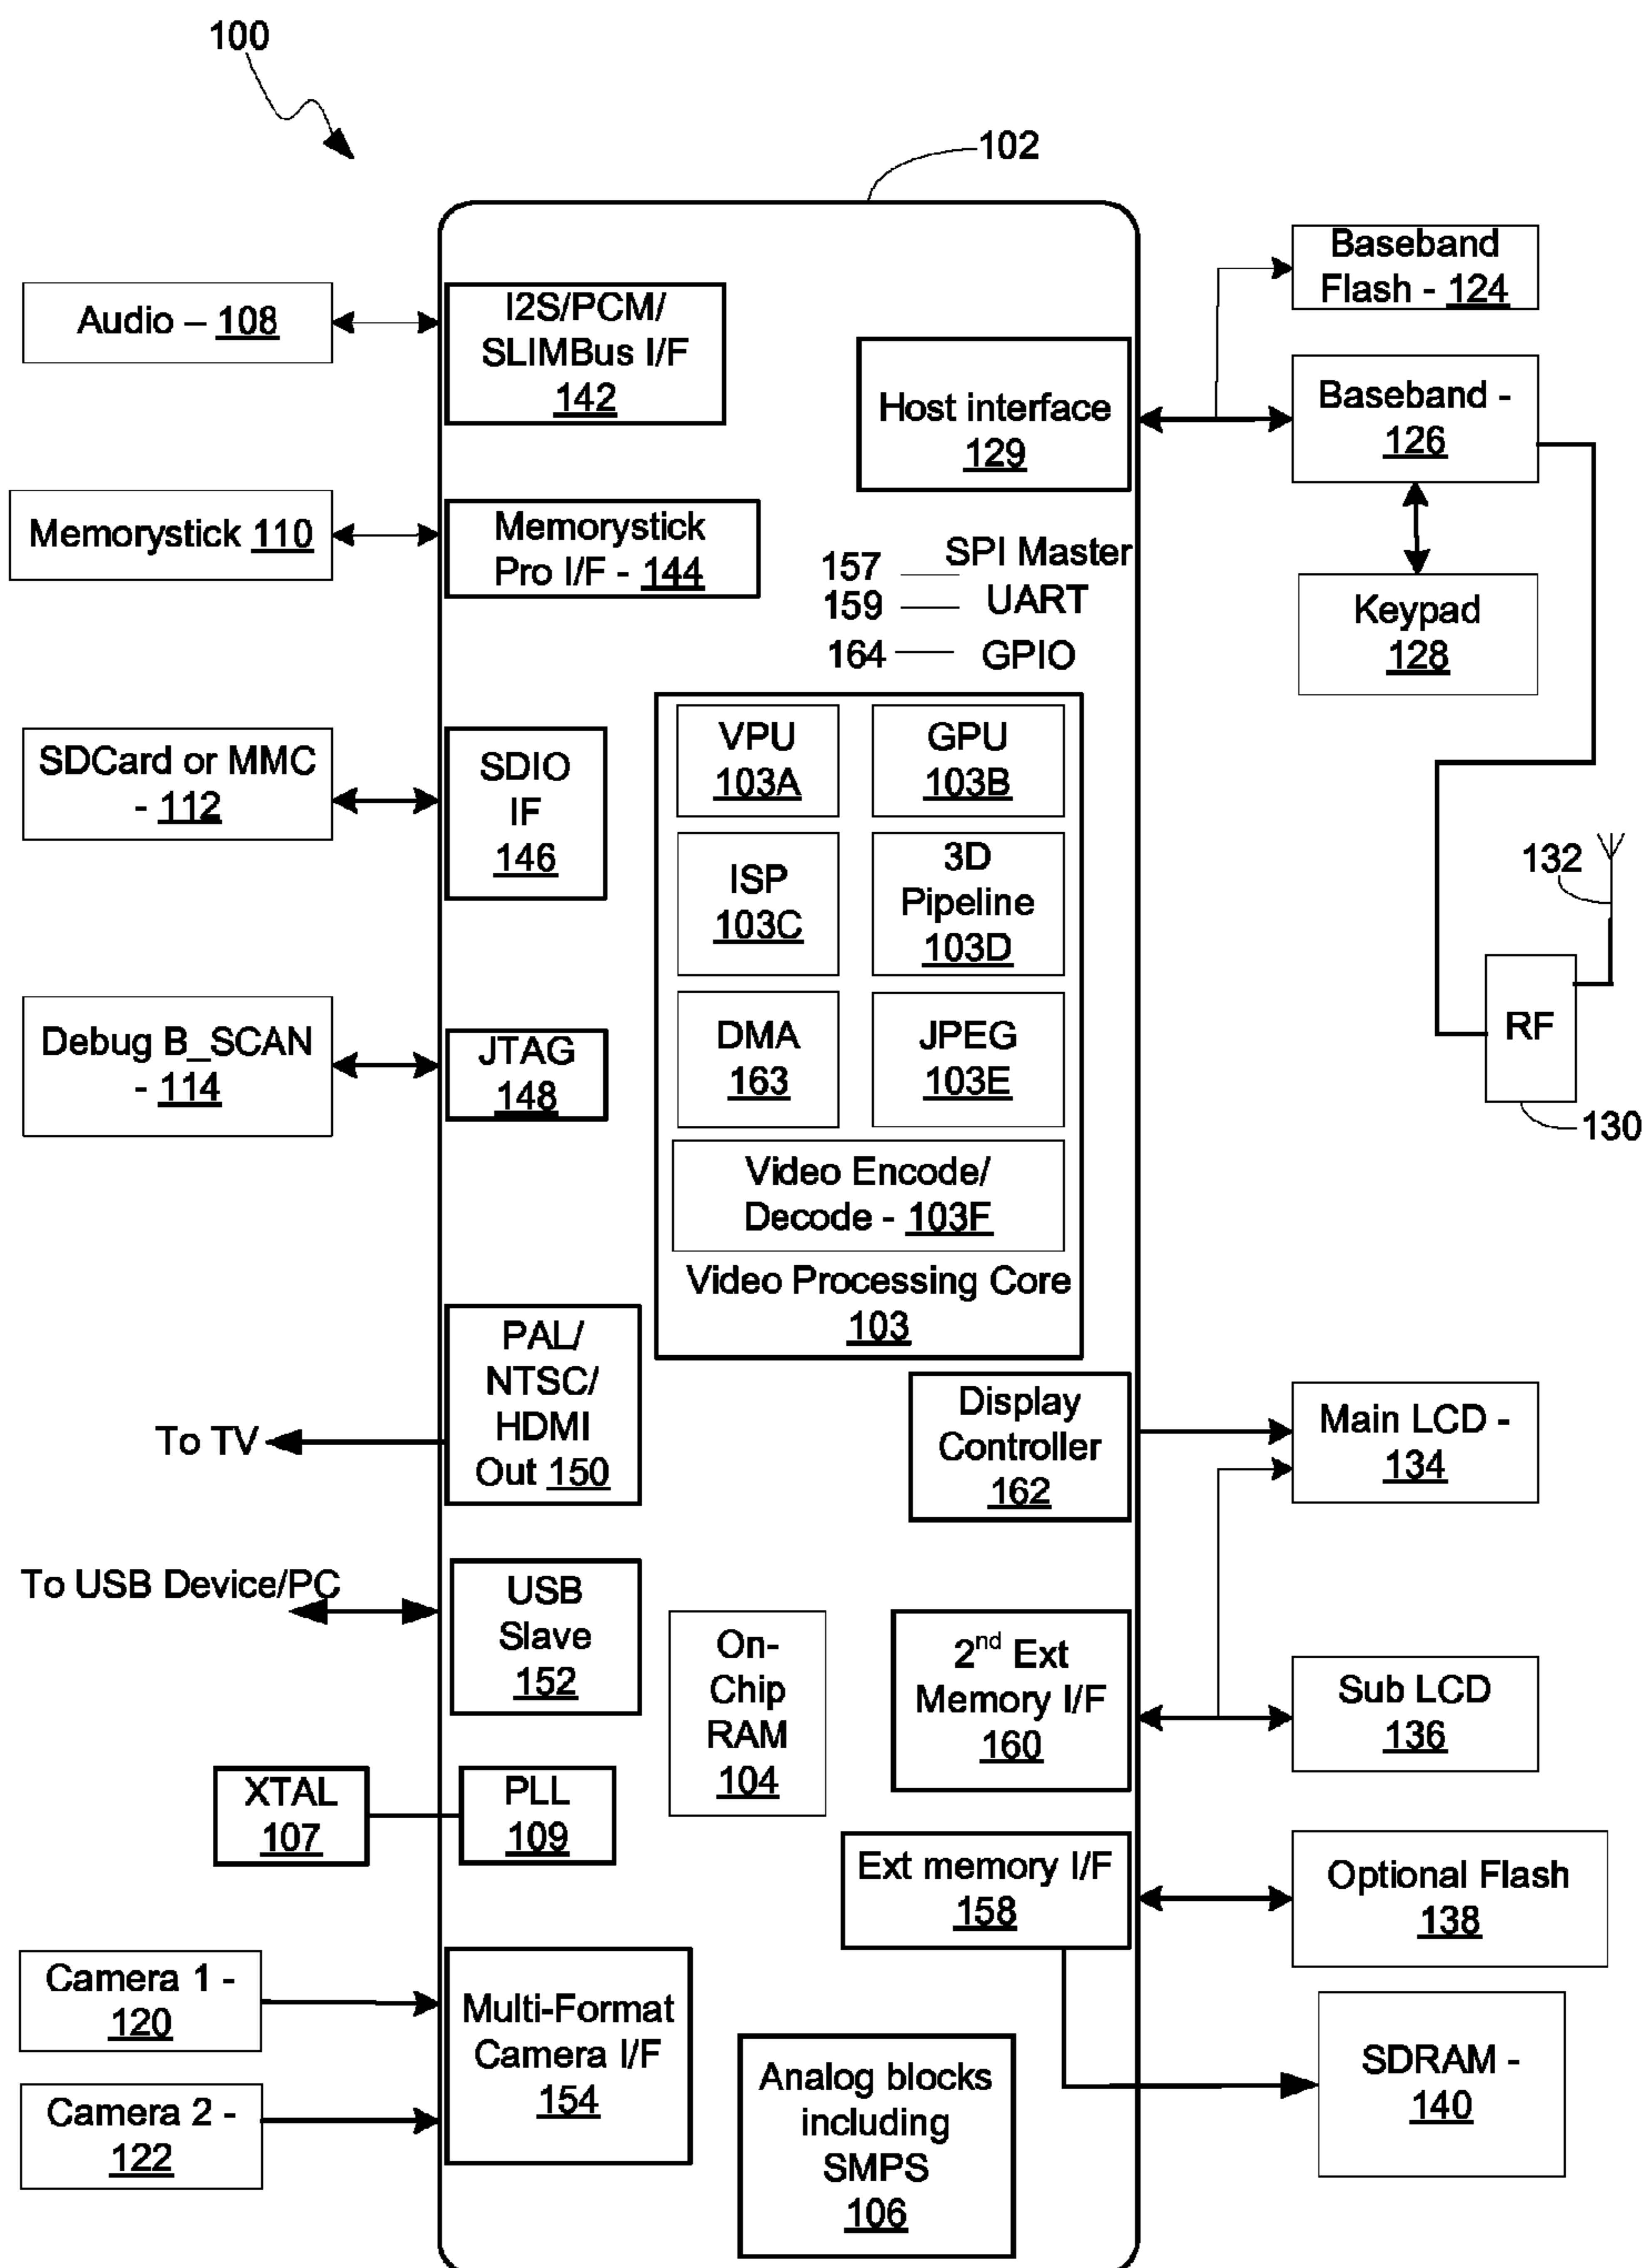 100
102
Audio – 108
I2S/PCM/
SLIMBus I/F
142
Baseband
Flash - 124
Host interface
129
Baseband -
126
Memorystick 110
Memorystick
Pro I/F - 144
157 SPI Master
159 UART
164 GPIO
Keypad
128
SDCard or MMC
- 112
SDIO
IF
146
VPU
103A
GPU
103B
ISP
103C
3D
Pipeline
103D
DMA
163
JPEG
103E
Video Encode/
Decode - 103F
Video Processing Core
103
132
RF
130
Debug B_SCAN
- 114
JTAG
148
To TV
PAL/
NTSC/
HDMI
Out 150
Display
Controller
162
Main LCD -
134
To USB Device/PC
USB
Slave
152
On-
Chip
RAM
104
2nd Ext
Memory I/F
160
Sub LCD
136
XTAL
107
PLL
109
Ext memory I/F
158
Optional Flash
138
Camera 1 -
120
Camera 2 -
122
Multi-Format
Camera I/F
154
Analog blocks
including
SMPS
106
SDRAM -
140